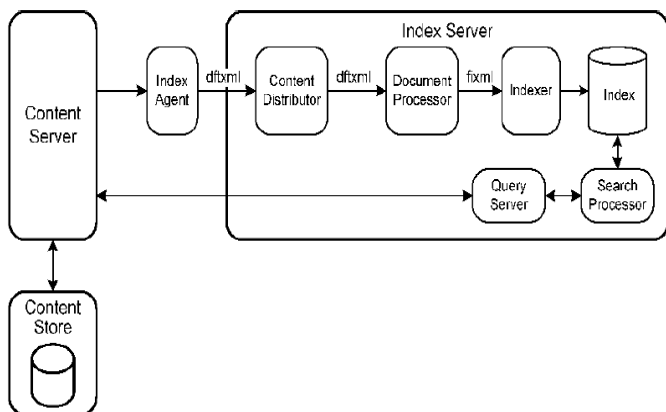 Index Server
Content
Server
Index
Agent
dftxml
Content
Distributor
dftxml
Document
Processor
fixml
Indexer
Index
Query
Server
Search
Processor
Content
Store